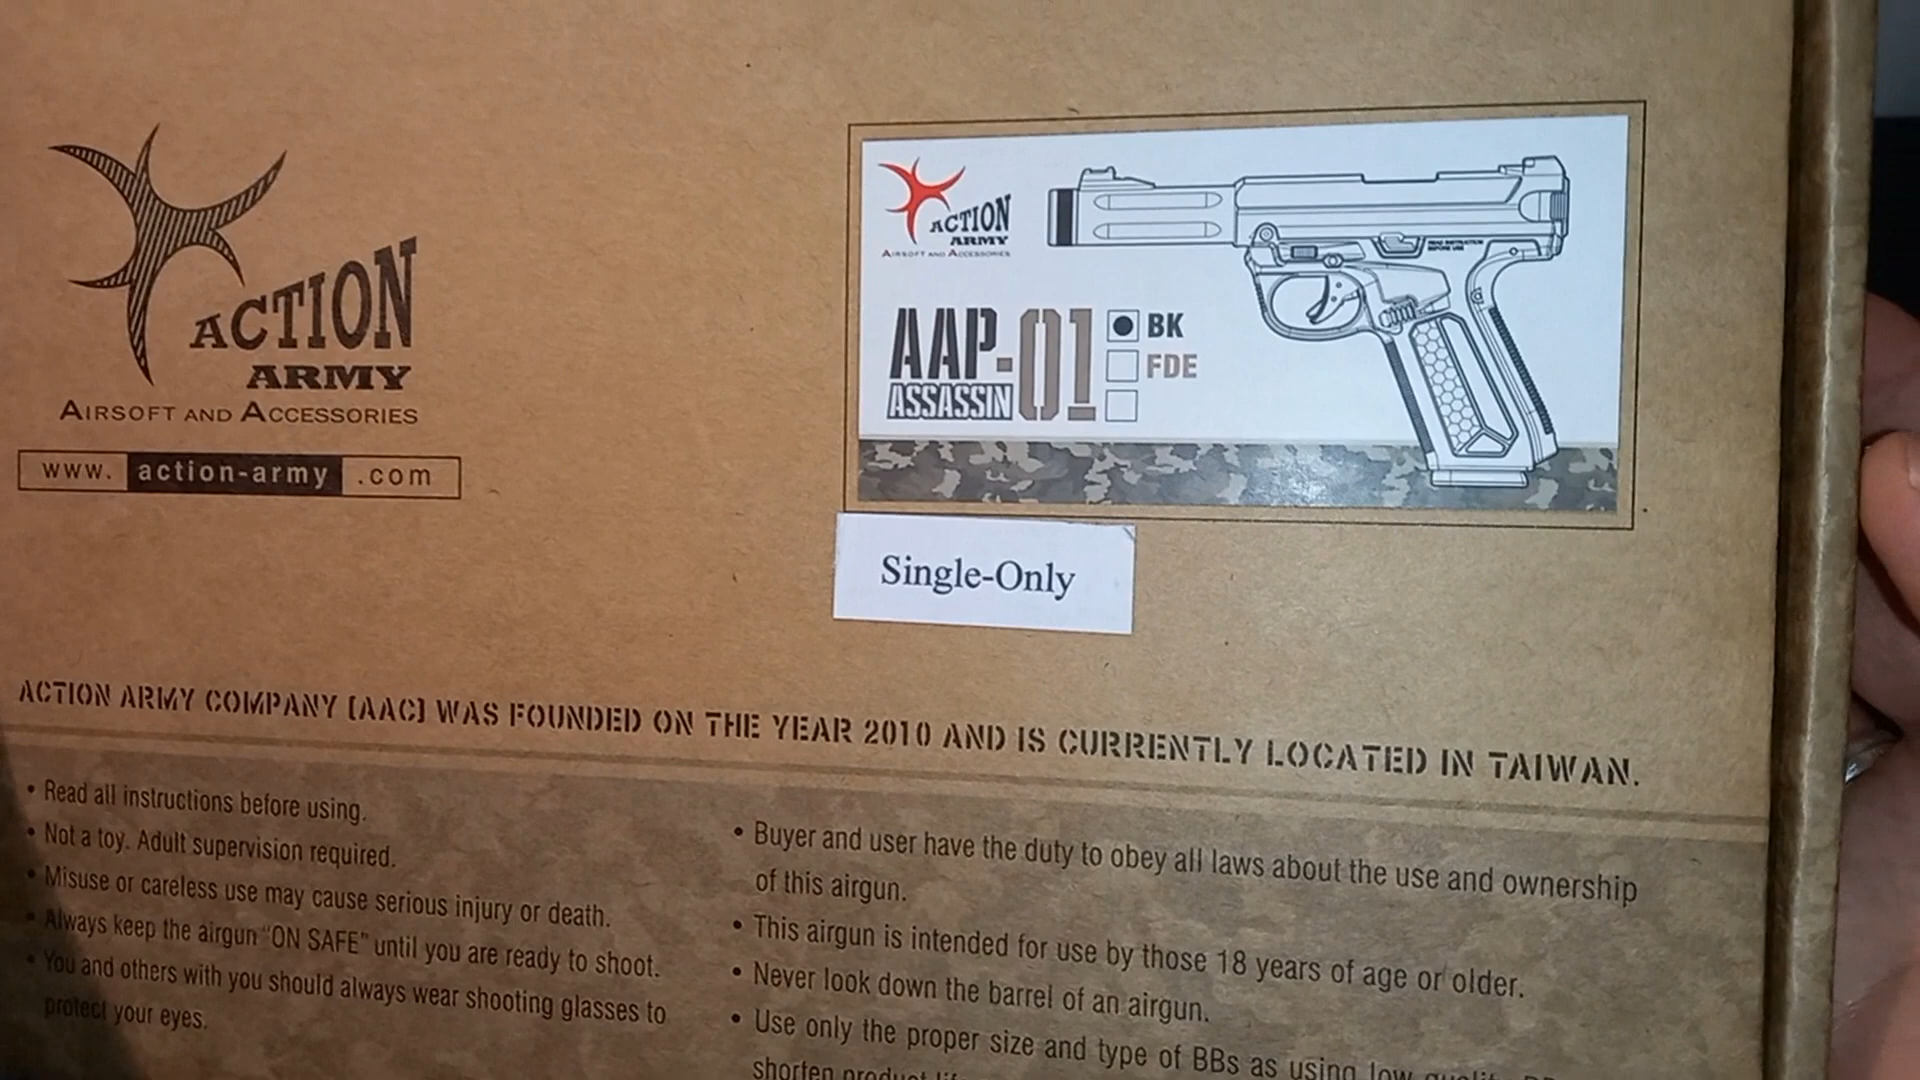 ACTION
ARMY
AIRSOFT AND ACCESSORIES
www. action-army .com
ACTION
ARMY
AIRSOFT AND ACCESSORIES
AAP-01
ASSASSIN
BK
FDE
READ INSTRUCTION
BEFORE USE
Single-Only
ACTION ARMY COMPANY [AAC] WAS FOUNDED ON THE YEAR 2010 AND IS CURRENTLY LOCATED IN TAIWAN.
• Read all instructions before using.
• Not a toy. Adult supervision required.
• Misuse or careless use may cause serious injury or death.
• Always keep the airgun "ON SAFE" until you are ready to shoot.
• You and others with you should always wear shooting glasses to
protect your eyes.
• Buyer and user have the duty to obey all laws about the use and ownership
of this airgun.
• This airgun is intended for use by those 18 years of age or older.
• Never look down the barrel of an airgun.
• Use only the proper size and type of BBs as using low
shorten product